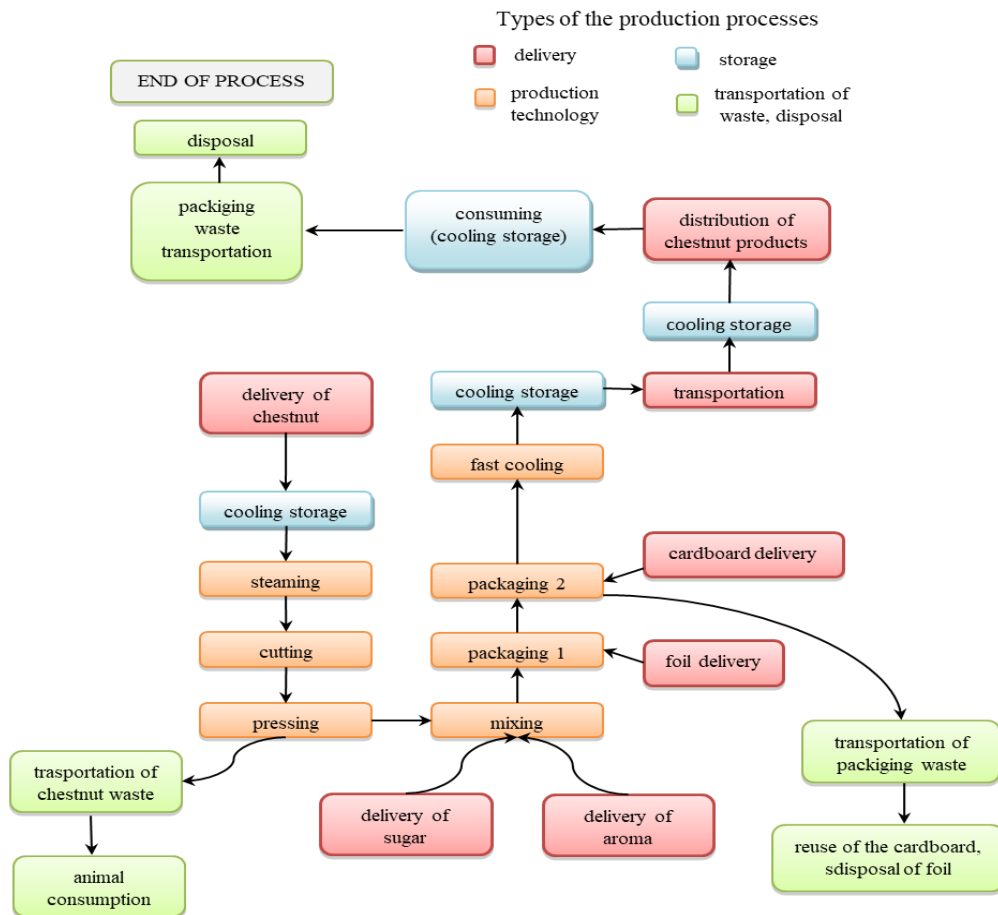 Types of the production processes
delivery
storage
production
technology
transportation of
waste, disposal
END OF PROCESS
disposal
packiging
waste
transportation
consuming
(cooling storage)
distribution of
chestnut products
cooling storage
delivery of
chestnut
cooling storage
transportation
fast cooling
cooling storage
cardboard delivery
steaming
packaging 2
cutting
packaging 1
foil delivery
pressing
mixing
transportation of
packiging waste
trasportation of
chestnut waste
delivery of
sugar
delivery of
aroma
reuse of the cardboard,
sdisposal of foil
animal
consumption